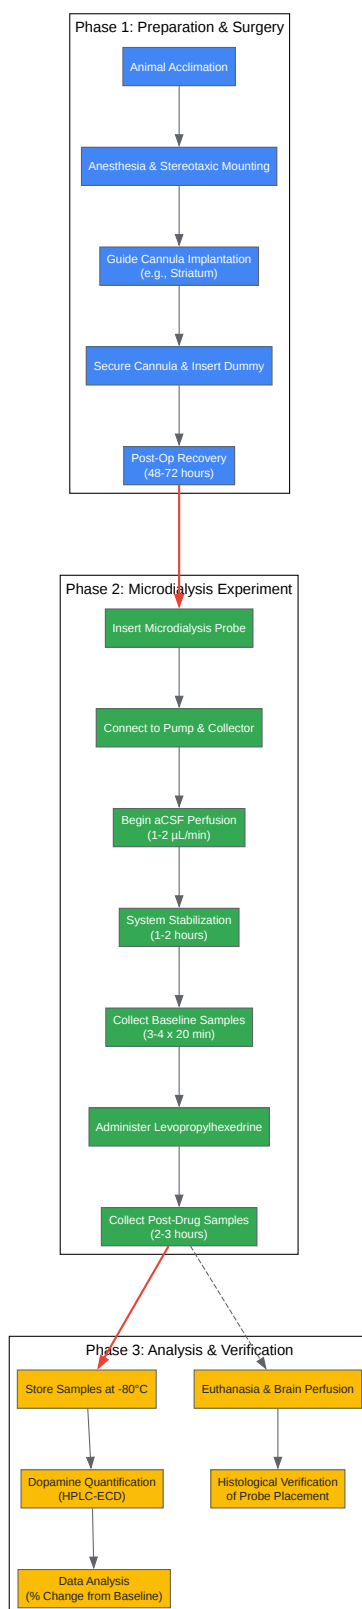 Phase 1: Preparation & Surgery
Animal Acclimation
Anesthesia & Stereotaxic Mounting
Guide Cannula Implantation
(e.g., Striatum)
Secure Cannula & Insert Dummy
Post-Op Recovery
(48-72 hours)
Phase 2: Microdialysis Experiment
Insert Microdialysis Probe
Connect to Pump & Collector
Begin aCSF Perfusion
(1-2 µL/min)
System Stabilization
(1-2 hours)
Collect Baseline Samples
(3-4 x 20 min)
Administer Levopropylhexedrine
Collect Post-Drug Samples
(2-3 hours)
Phase 3: Analysis & Verification
Store Samples at -80°C
Euthanasia & Brain Perfusion
Dopamine Quantification
(HPLC-ECD)
Histological Verification
of Probe Placement
Data Analysis
(% Change from Baseline)